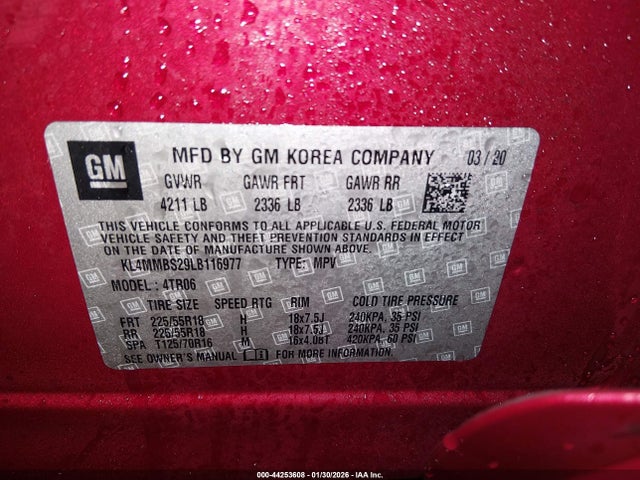 GM MFD BY GM KOREA COMPANY 03 / 20
GVWR GAWR FRT GAWR RR
4211 LB 2336 LB 2336 LB
THIS VEHICLE CONFORMS TO ALL APPLICABLE U.S. FEDERAL MOTOR
VEHICLE SAFETY AND THEFT PREVENTION STANDARDS IN EFFECT
ON THE DATE OF MANUFACTURE SHOWN ABOVE.
KL4MMBS29LB116977 TYPE: MPV
MODEL : 4TR06
TIRE SIZE SPEED RTG RIM COLD TIRE PRESSURE
FRT 225/55R18 H 18x7.5J 240KPA, 35 PSI
RR 225/55R18 H 18x7.5J 240KPA, 35 PSI
SPA T125/70R16 M 16x4.0BT 420KPA, 60 PSI
SEE OWNER'S MANUAL FOR MORE INFORMATION.
000-44253608 - 01/30/2026 - IAA Inc.